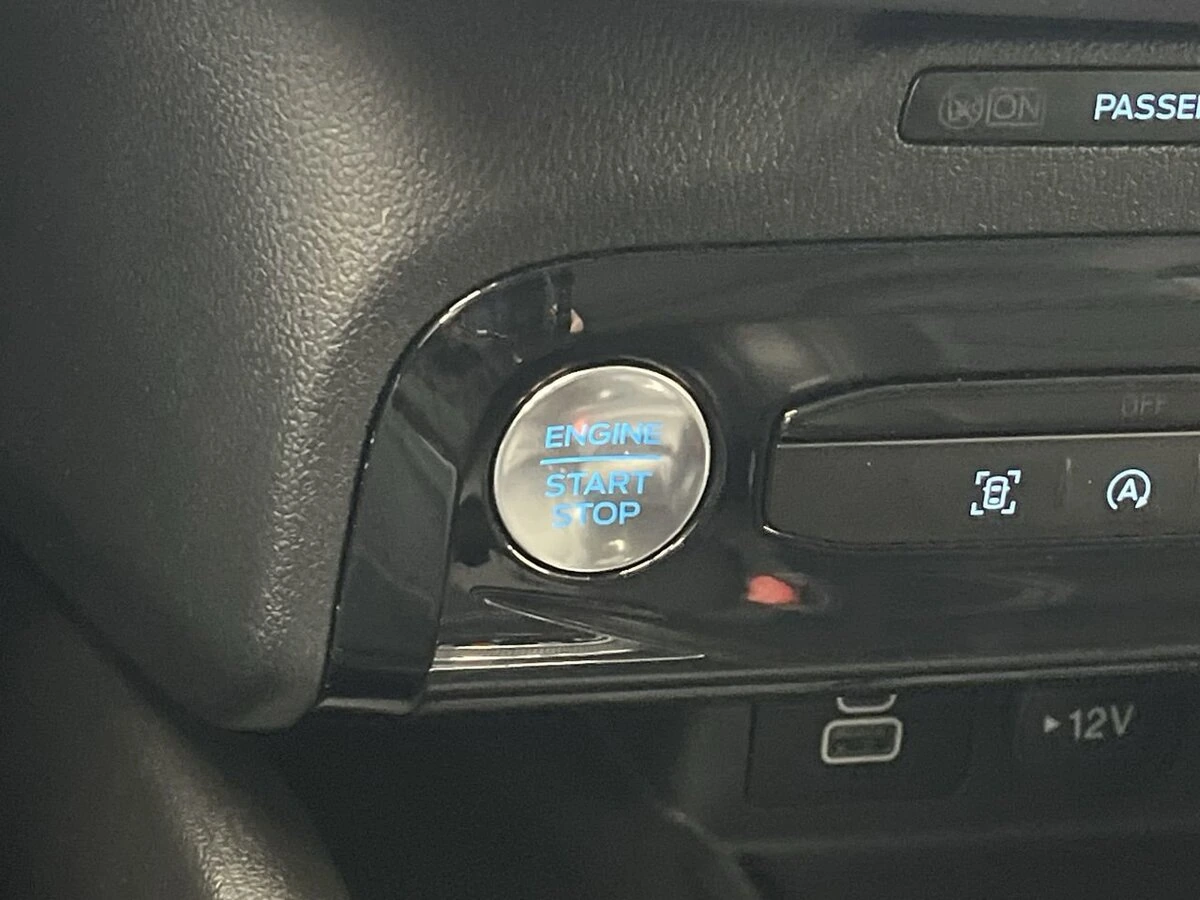 ON PASSE
ENGINE
START
STOP
OFF
A
12V